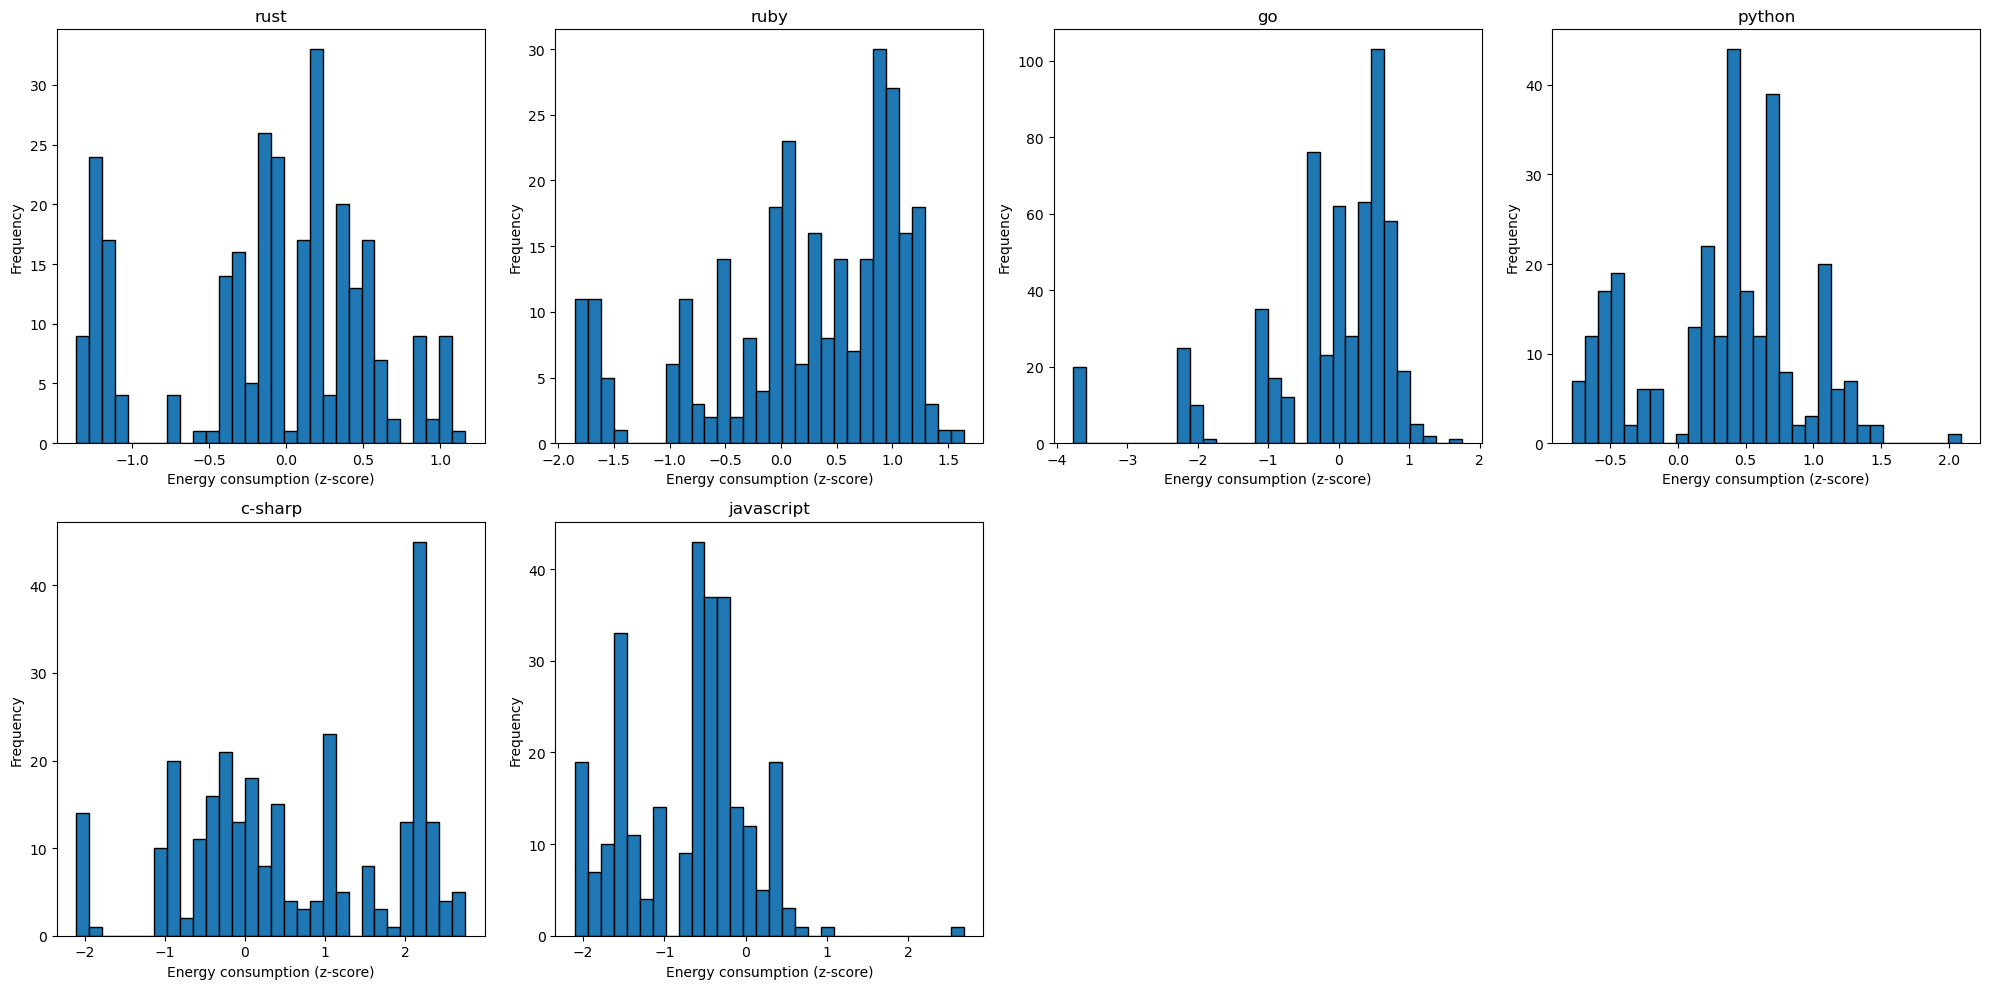 rust
Frequency
35
30
25
20
15
10
5
0
−1.0 −0.5 0.0 0.5 1.0
Energy consumption (z-score)
ruby
Frequency
30
25
20
15
10
5
0
−2.0 −1.5 −1.0 −0.5 0.0 0.5 1.0 1.5
Energy consumption (z-score)
go
Frequency
100
80
60
40
20
0
−4 −3 −2 −1 0 1 2
Energy consumption (z-score)
python
Frequency
40
30
20
10
0
−0.5 0.0 0.5 1.0 1.5 2.0
Energy consumption (z-score)
c-sharp
Frequency
40
30
20
10
0
−2 −1 0 1 2
Energy consumption (z-score)
javascript
Frequency
40
30
20
10
0
−2 −1 0 1 2
Energy consumption (z-score)